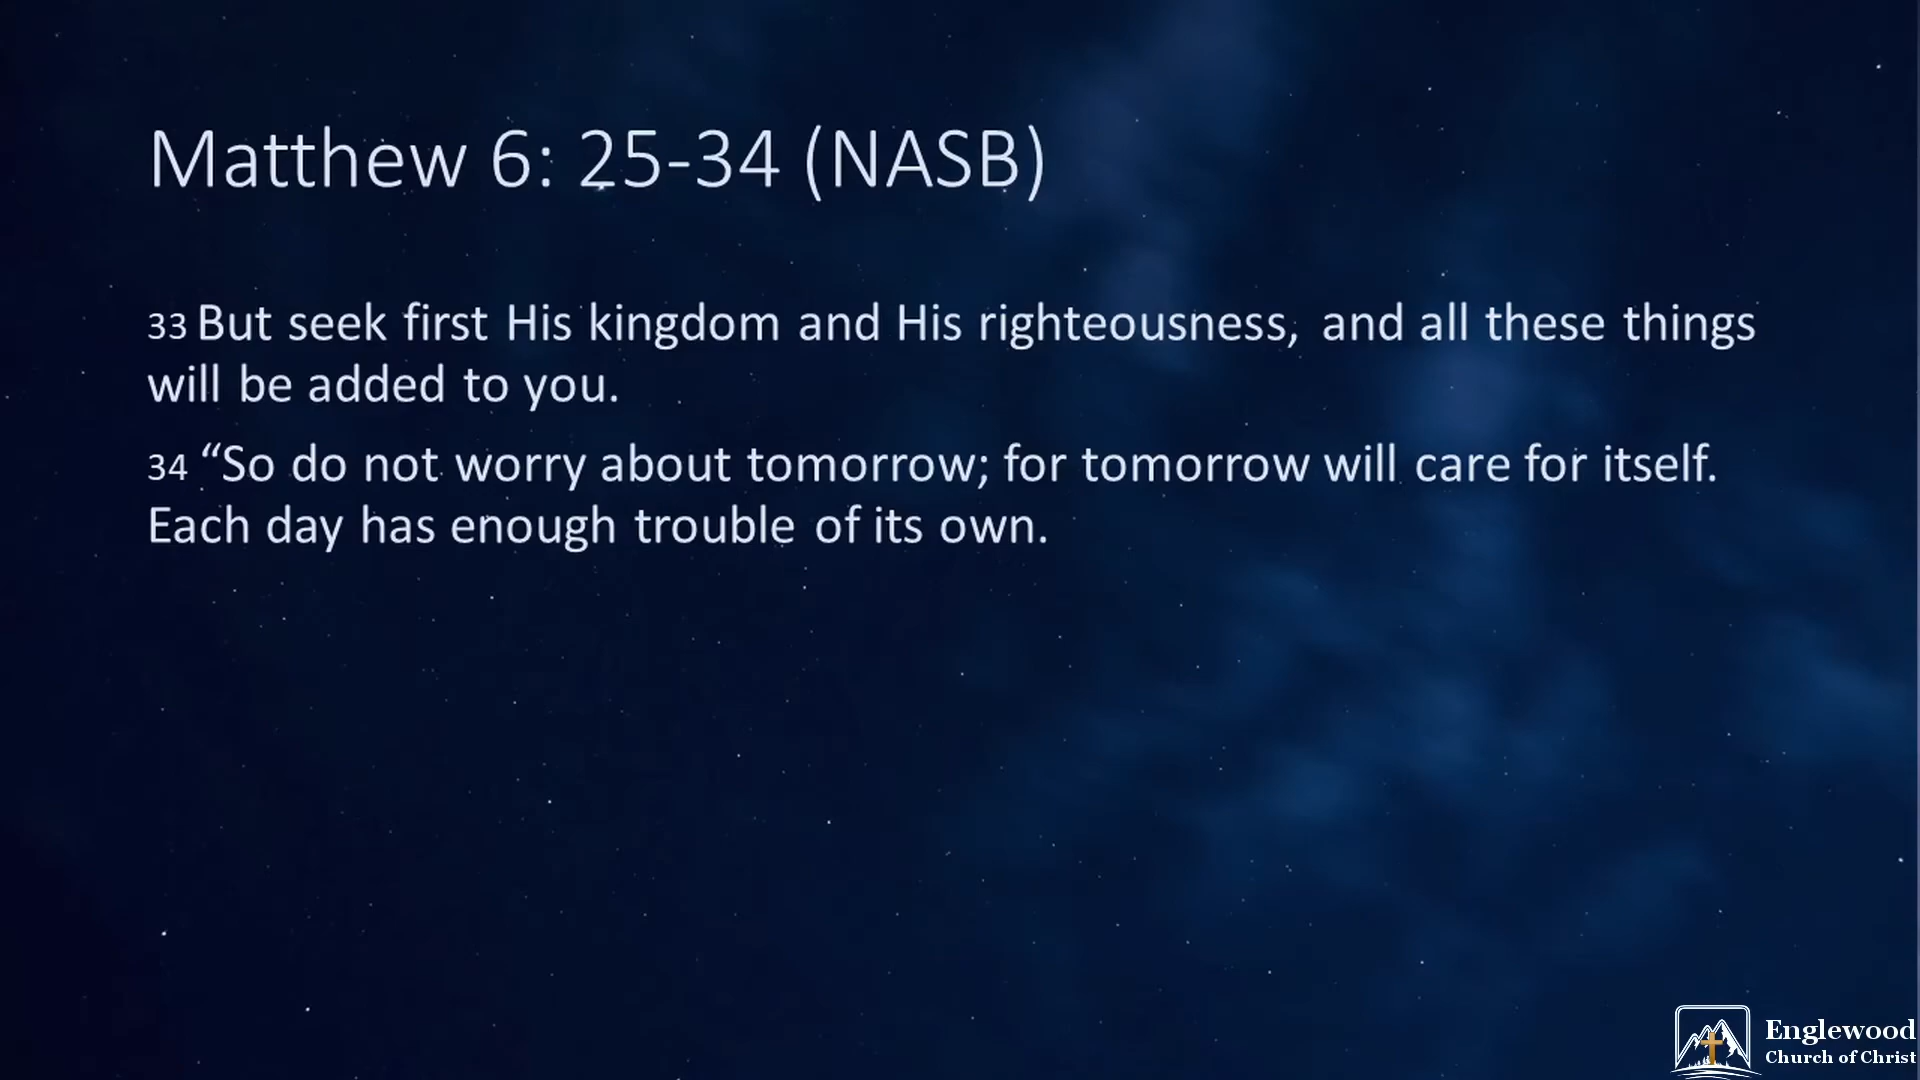 Matthew 6: 25-34 (NASB)
33 But seek first His kingdom and His righteousness, and all these things
will be added to you.
34 “So do not worry about tomorrow; for tomorrow will care for itself.
Each day has enough trouble of its own.
Englewood
Church of Christ